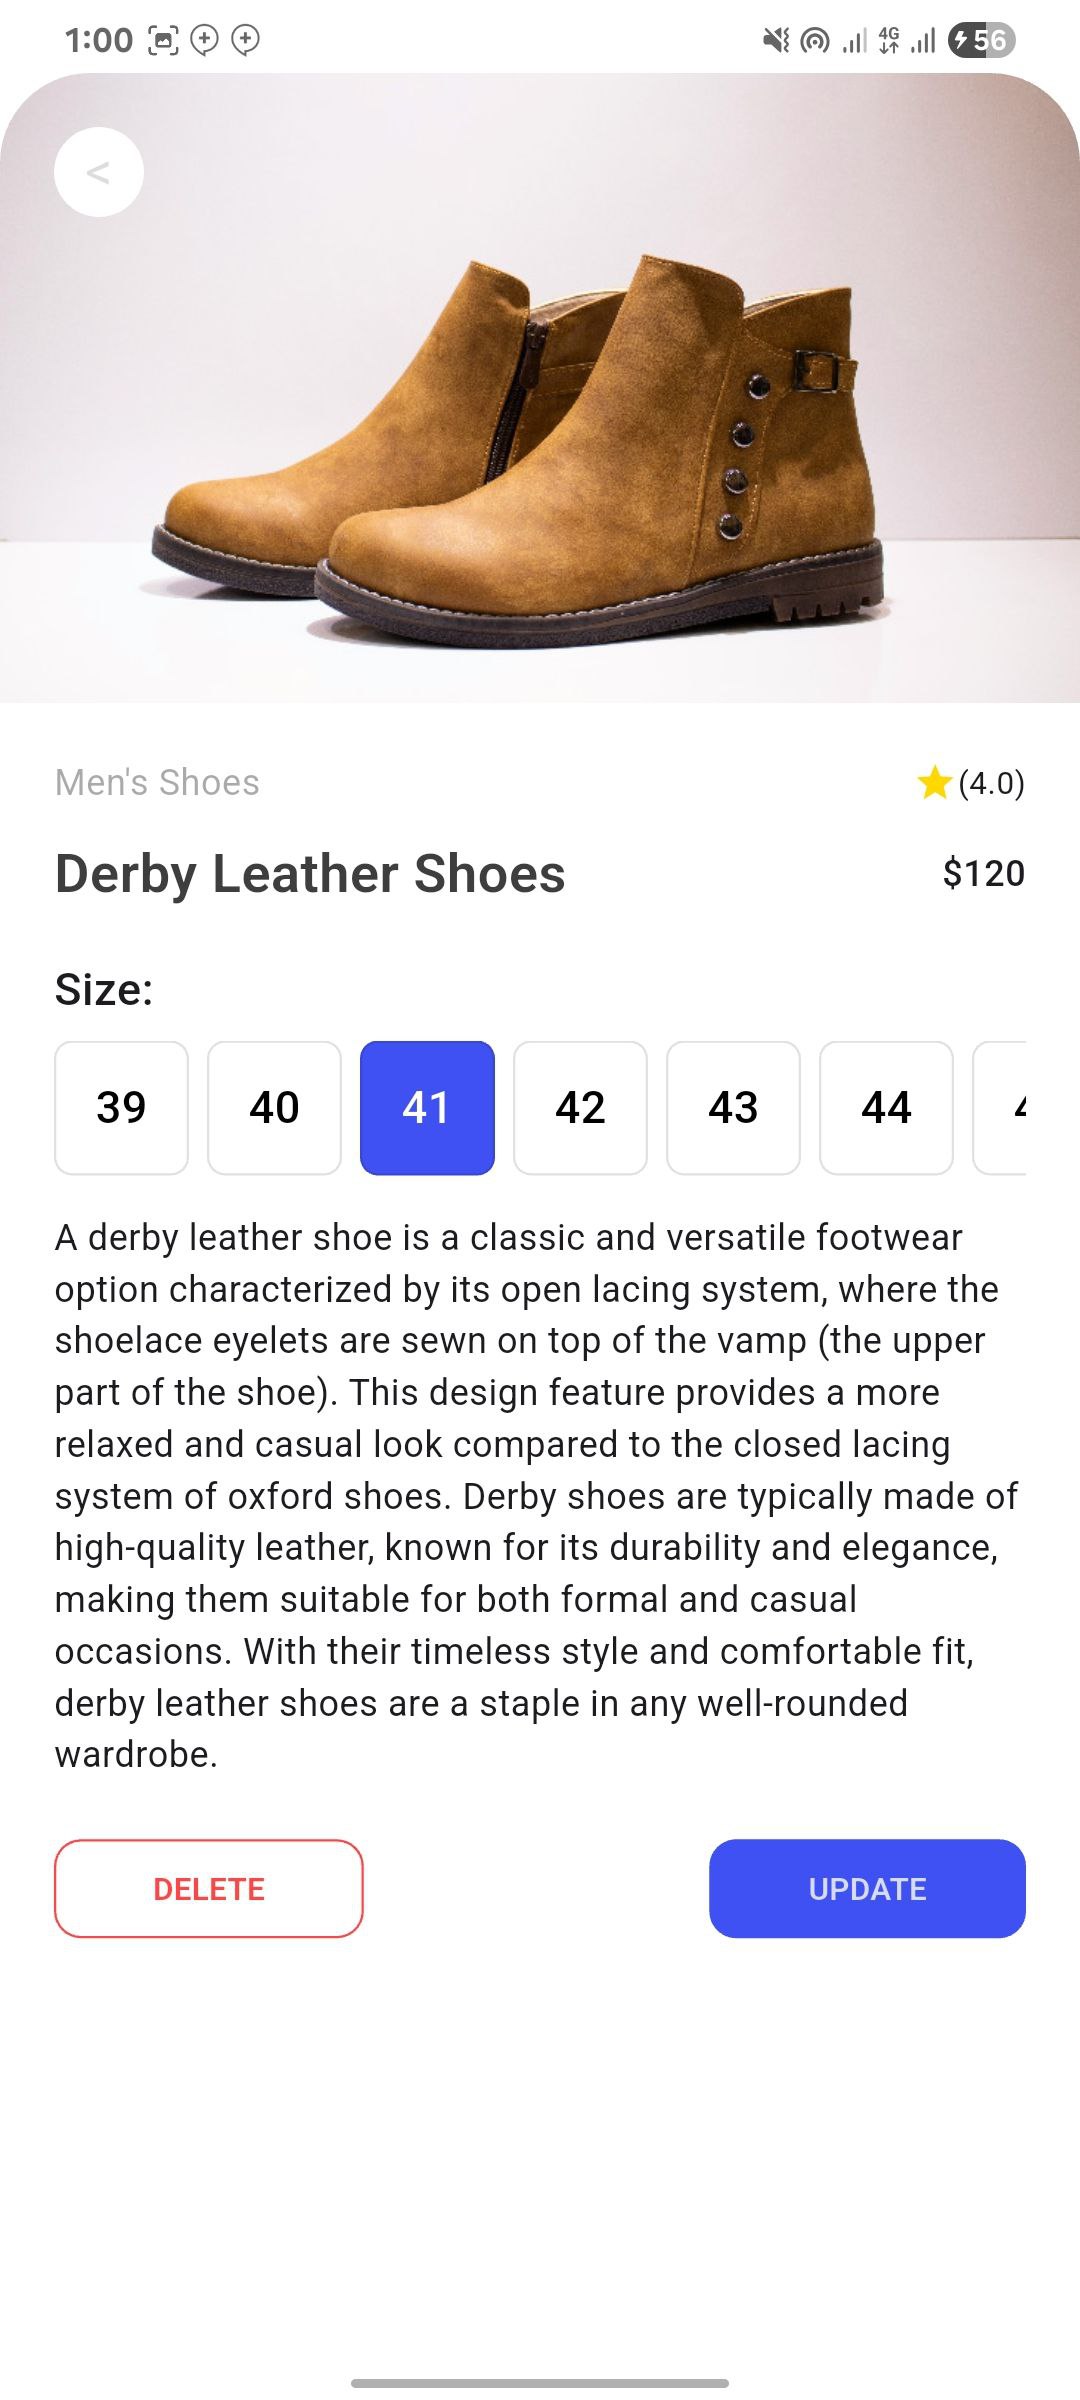 1:00 4G 56
<
Men's Shoes (4.0)
Derby Leather Shoes $120
Size:
39 40 41 42 43 44 4
A derby leather shoe is a classic and versatile footwear
option characterized by its open lacing system, where the
shoelace eyelets are sewn on top of the vamp (the upper
part of the shoe). This design feature provides a more
relaxed and casual look compared to the closed lacing
system of oxford shoes. Derby shoes are typically made of
high-quality leather, known for its durability and elegance,
making them suitable for both formal and casual
occasions. With their timeless style and comfortable fit,
derby leather shoes are a staple in any well-rounded
wardrobe.
DELETE UPDATE